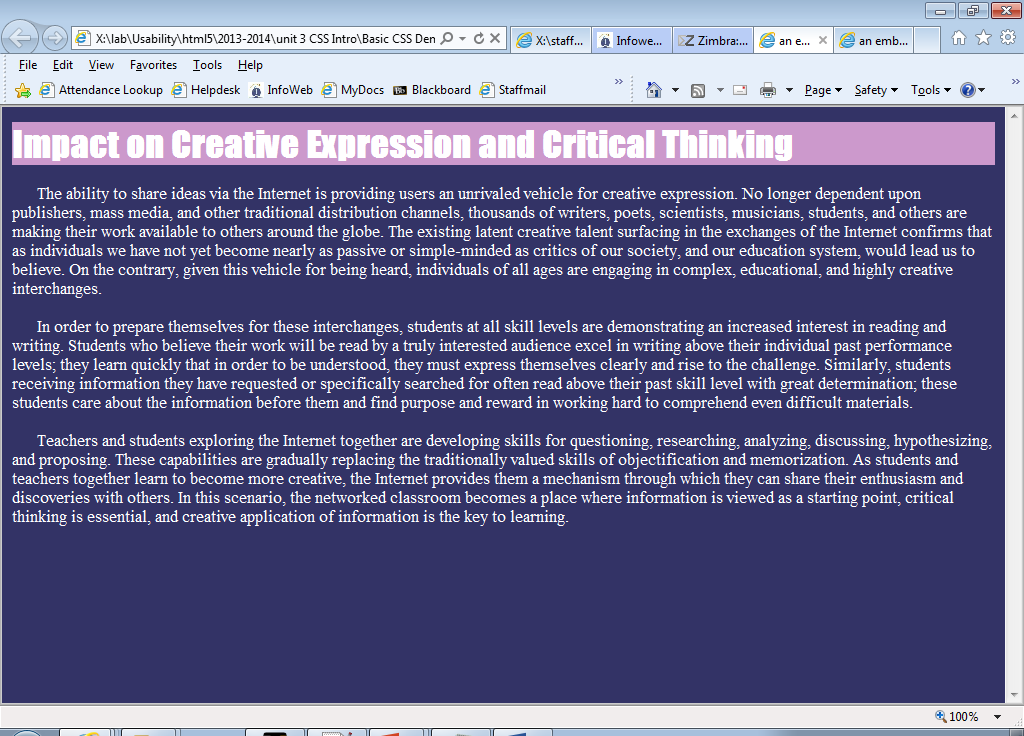 X:\lab\Usability\html5\2013-2014\unit 3 CSS Intro\Basic CSS Den
X:\staff...
Infowe...
Zimbra:...
an e...
an emb...
File Edit View Favorites Tools Help
Attendance Lookup Helpdesk InfoWeb MyDocs Bb Blackboard Staffmail
Page Safety Tools
Impact on Creative Expression and Critical Thinking
The ability to share ideas via the Internet is providing users an unrivaled vehicle for creative expression. No longer dependent upon
publishers, mass media, and other traditional distribution channels, thousands of writers, poets, scientists, musicians, students, and others are
making their work available to others around the globe. The existing latent creative talent surfacing in the exchanges of the Internet confirms that
as individuals we have not yet become nearly as passive or simple-minded as critics of our society, and our education system, would lead us to
believe. On the contrary, given this vehicle for being heard, individuals of all ages are engaging in complex, educational, and highly creative
interchanges.
In order to prepare themselves for these interchanges, students at all skill levels are demonstrating an increased interest in reading and
writing. Students who believe their work will be read by a truly interested audience excel in writing above their individual past performance
levels; they learn quickly that in order to be understood, they must express themselves clearly and rise to the challenge. Similarly, students
receiving information they have requested or specifically searched for often read above their past skill level with great determination; these
students care about the information before them and find purpose and reward in working hard to comprehend even difficult materials.
Teachers and students exploring the Internet together are developing skills for questioning, researching, analyzing, discussing, hypothesizing,
and proposing. These capabilities are gradually replacing the traditionally valued skills of objectification and memorization. As students and
teachers together learn to become more creative, the Internet provides them a mechanism through which they can share their enthusiasm and
discoveries with others. In this scenario, the networked classroom becomes a place where information is viewed as a starting point, critical
thinking is essential, and creative application of information is the key to learning.
100%